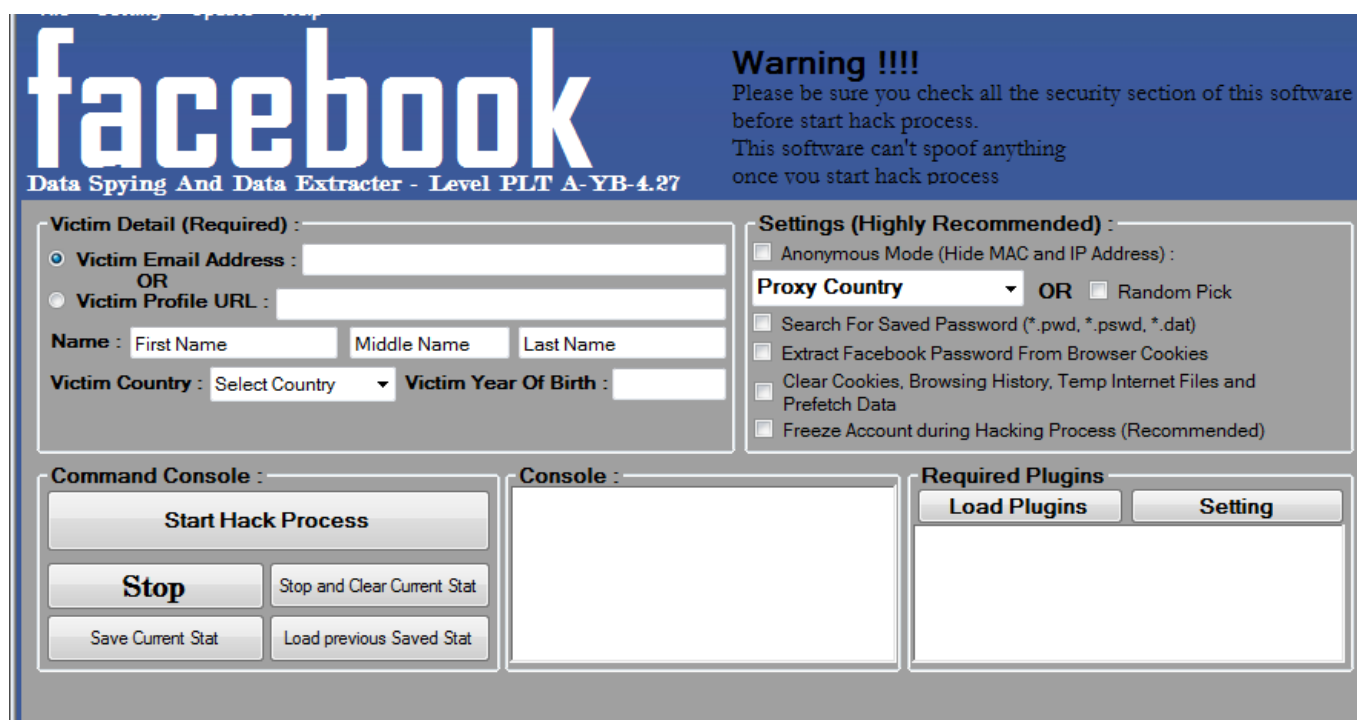 File Setting Update Help
facebook
Data Spying And Data Extracter - Level PLT A-YB-4.27
Warning !!!!
Please be sure you check all the security section of this software
before start hack process.
This software can't spoof anything
once you start hack process
Victim Detail (Required) :
Victim Email Address :
OR
Victim Profile URL :
Name : First Name Middle Name Last Name
Victim Country : Select Country Victim Year Of Birth :
Settings (Highly Recommended) :
Anonymous Mode (Hide MAC and IP Address) :
Proxy Country OR Random Pick
Search For Saved Password (*.pwd, *.pswd, *.dat)
Extract Facebook Password From Browser Cookies
Clear Cookies, Browsing History, Temp Internet Files and
Prefetch Data
Freeze Account during Hacking Process (Recommended)
Command Console :
Start Hack Process
Stop Stop and Clear Current Stat
Save Current Stat Load previous Saved Stat
Console :
Required Plugins
Load Plugins Setting